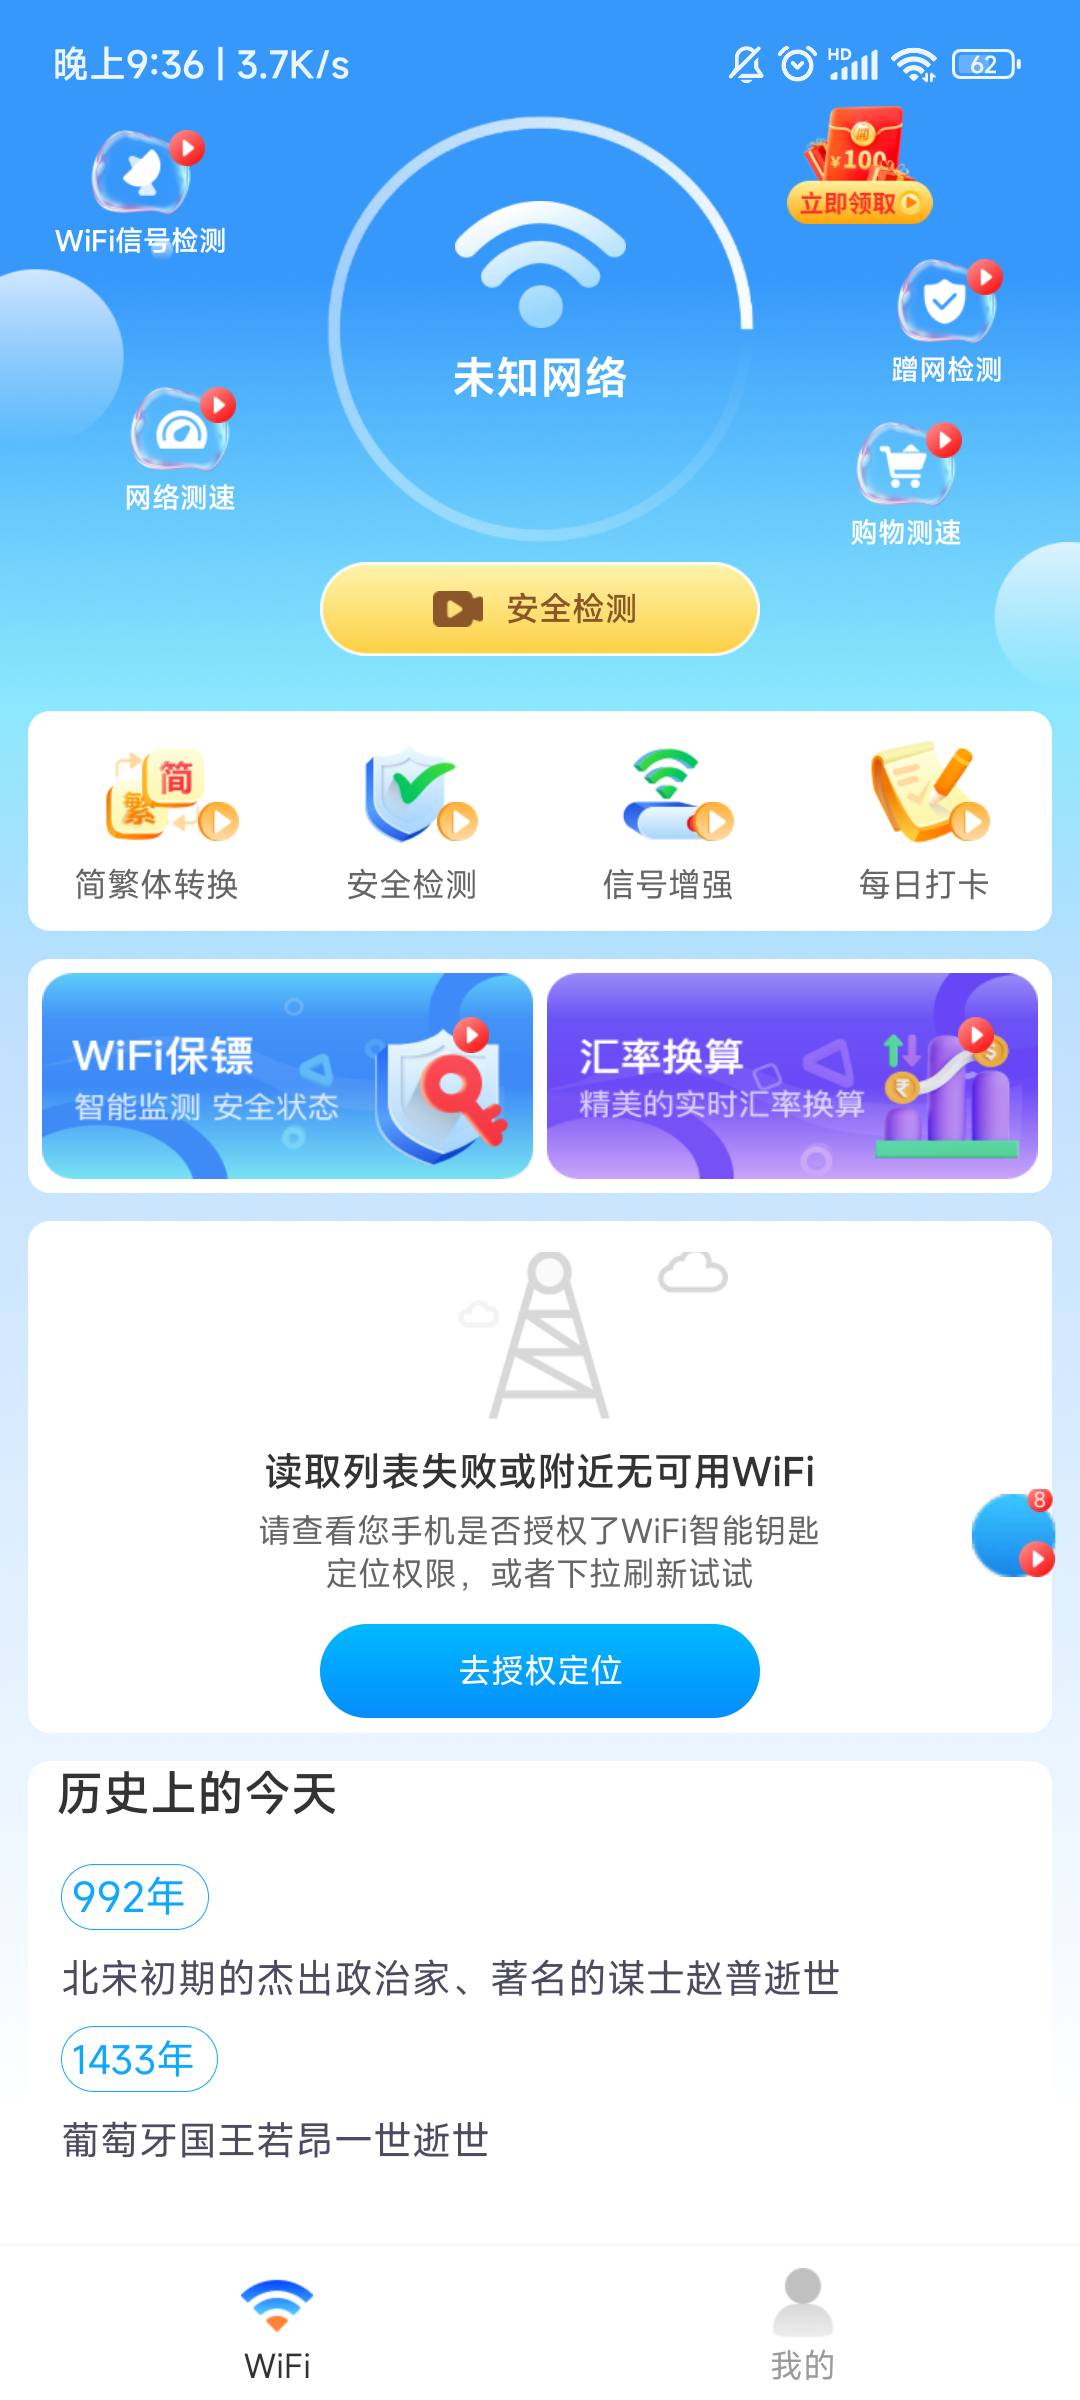 晚上9:36 | 3.7K/s
HD
62
¥100
立即领取
WiFi信号检测
蹭网检测
未知网络
网络测速
购物测速
安全检测
简
繁
简繁体转换
安全检测
信号增强
每日打卡
WiFi保镖
智能监测 安全状态
汇率换算
精美的实时汇率换算
读取列表失败或附近无可用WiFi
请查看您手机是否授权了WiFi智能钥匙
定位权限，或者下拉刷新试试
8
去授权定位
历史上的今天
992年
北宋初期的杰出政治家、著名的谋士赵普逝世
1433年
葡萄牙国王若昂一世逝世
WiFi
我的